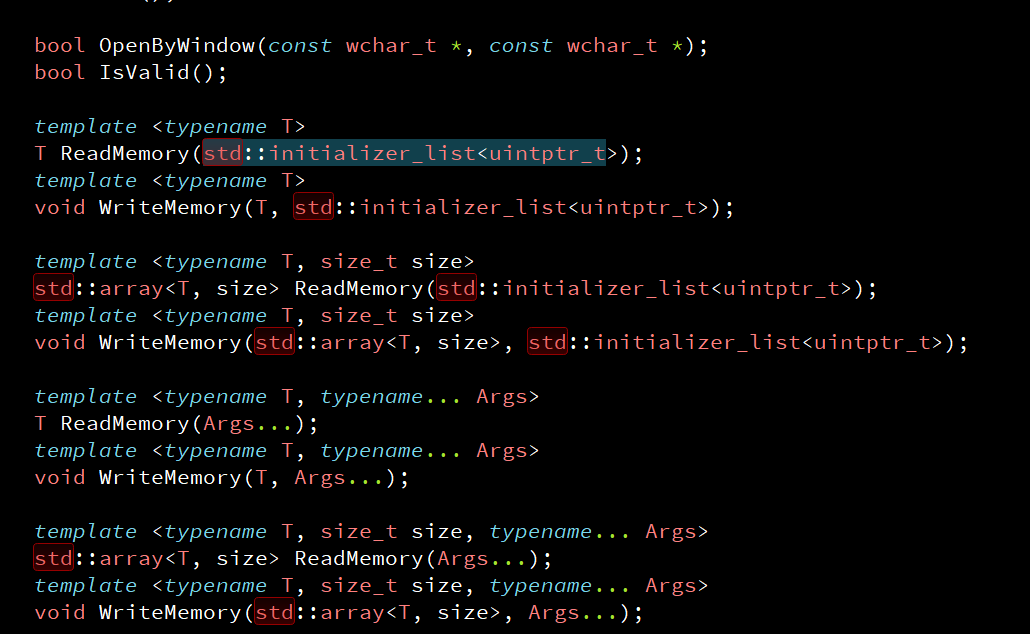 bool OpenByWindow(const wchar_t *, const wchar_t *);
bool IsValid();
template <typename T>
T ReadMemory(std::initializer_list<uintptr_t>);
template <typename T>
void WriteMemory(T, std::initializer_list<uintptr_t>);
template <typename T, size_t size>
std::array<T, size> ReadMemory(std::initializer_list<uintptr_t>);
template <typename T, size_t size>
void WriteMemory(std::array<T, size>, std::initializer_list<uintptr_t>);
template <typename T, typename... Args>
T ReadMemory(Args...);
template <typename T, typename... Args>
void WriteMemory(T, Args...);
template <typename T, size_t size, typename... Args>
std::array<T, size> ReadMemory(Args...);
template <typename T, size_t size, typename... Args>
void WriteMemory(std::array<T, size>, Args...);